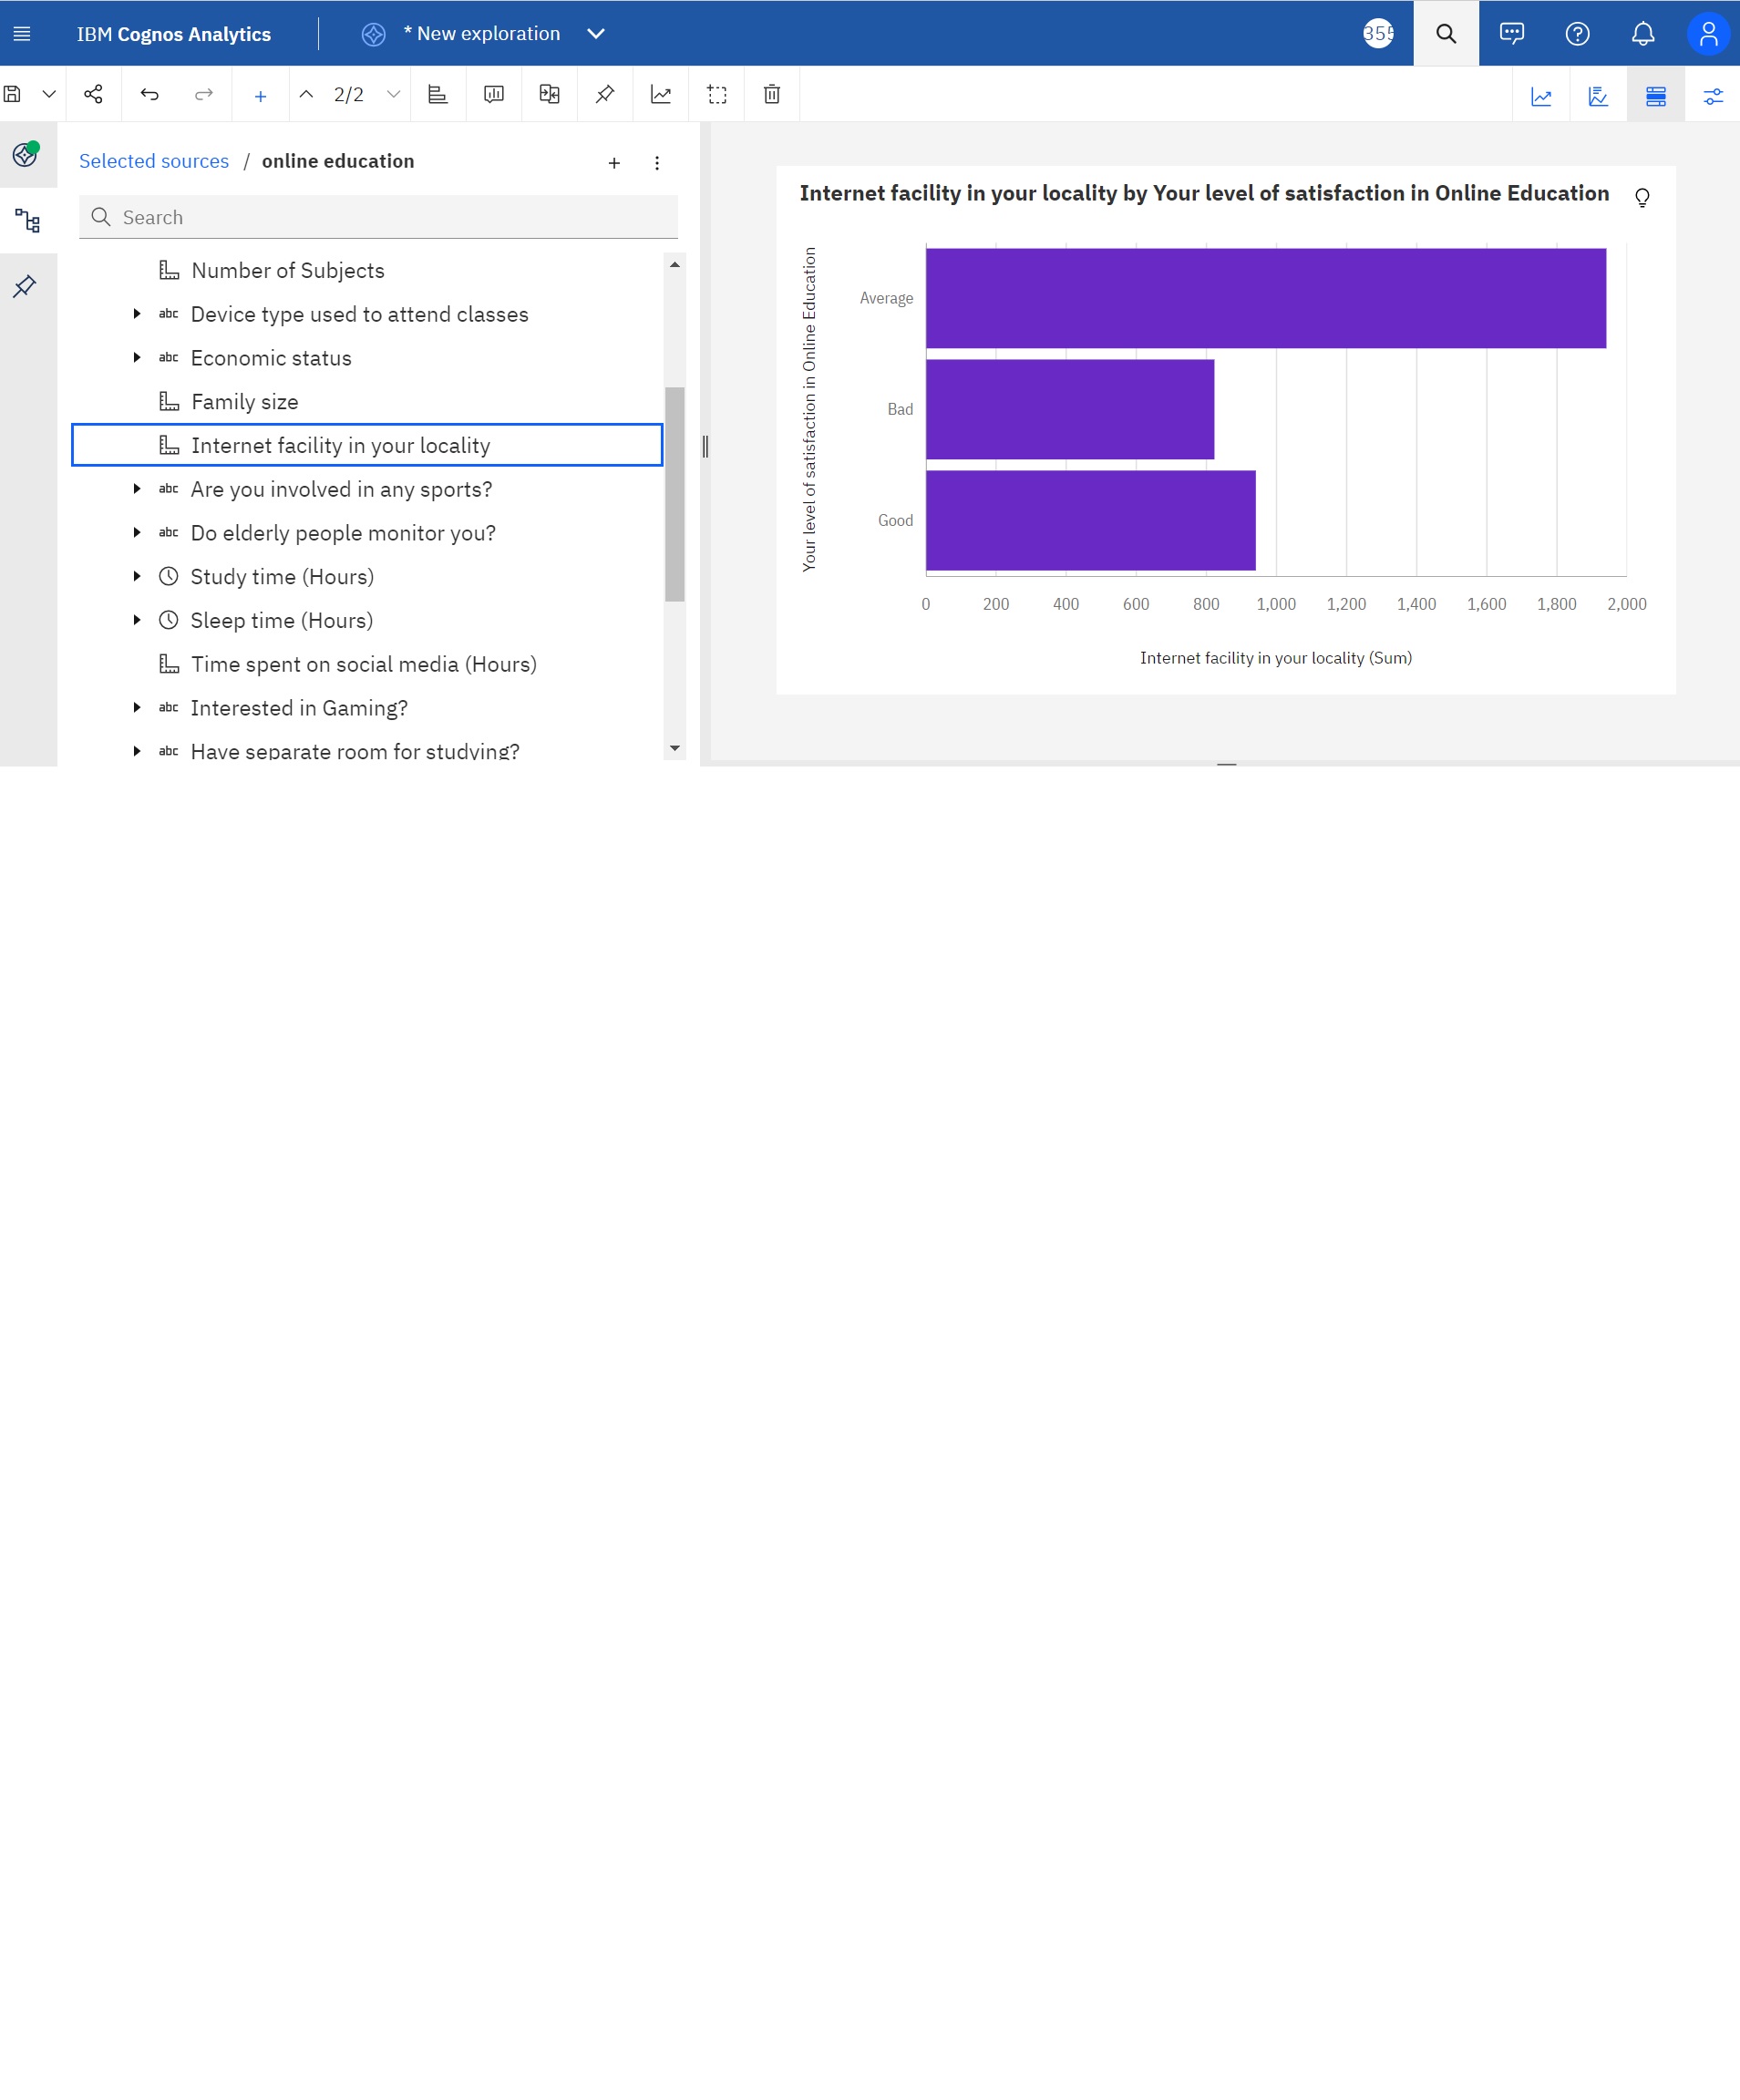 IBM Cognos Analytics
* New exploration
355
2/2
Selected sources / online education
Search
Number of Subjects
abc Device type used to attend classes
abc Economic status
Family size
Internet facility in your locality
abc Are you involved in any sports?
abc Do elderly people monitor you?
Study time (Hours)
Sleep time (Hours)
Time spent on social media (Hours)
abc Interested in Gaming?
abc Have separate room for studying?
Internet facility in your locality by Your level of satisfaction in Online Education
Your level of satisfaction in Online Education
Average
Bad
Good
0 200 400 600 800 1,000 1,200 1,400 1,600 1,800 2,000
Internet facility in your locality (Sum)